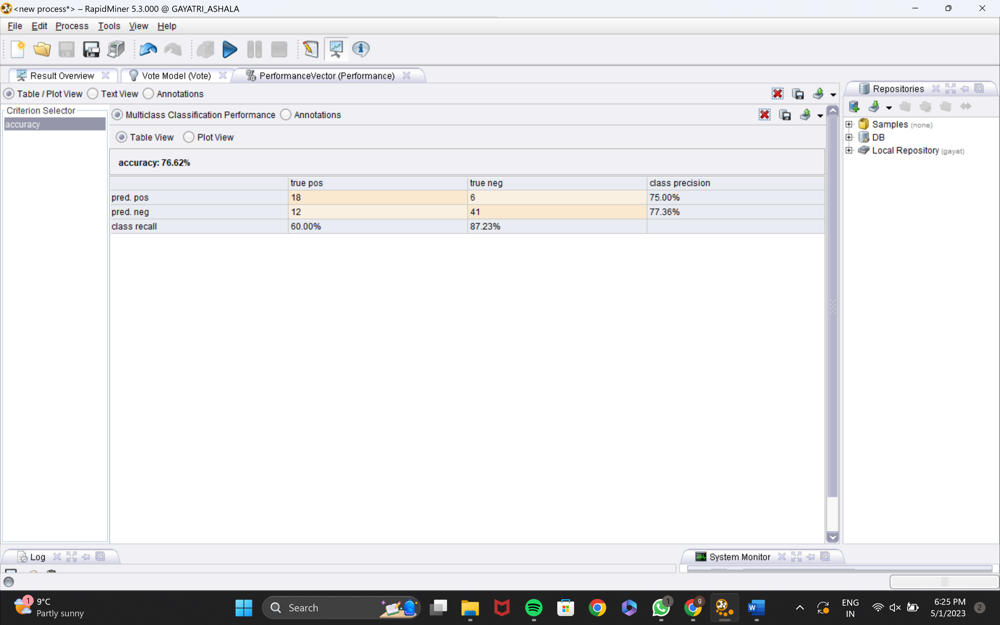 <new process*> – RapidMiner 5.3.000 @ GAYATRI_ASHALA
File Edit Process Tools View Help
Result Overview Vote Model (Vote) PerformanceVector (Performance)
Repositories
Table / Plot View Text View Annotations
Criterion Selector
accuracy
Multiclass Classification Performance Annotations
Table View Plot View
accuracy: 76.62%
true pos true neg class precision
pred. pos 18 6 75.00%
pred. neg 12 41 77.36%
class recall 60.00% 87.23%
Samples (none)
DB
Local Repository (gayat)
Log
System Monitor
1 9°C
Partly sunny
Search
1
g
W
ENG
IN
6:25 PM
5/1/2023
2